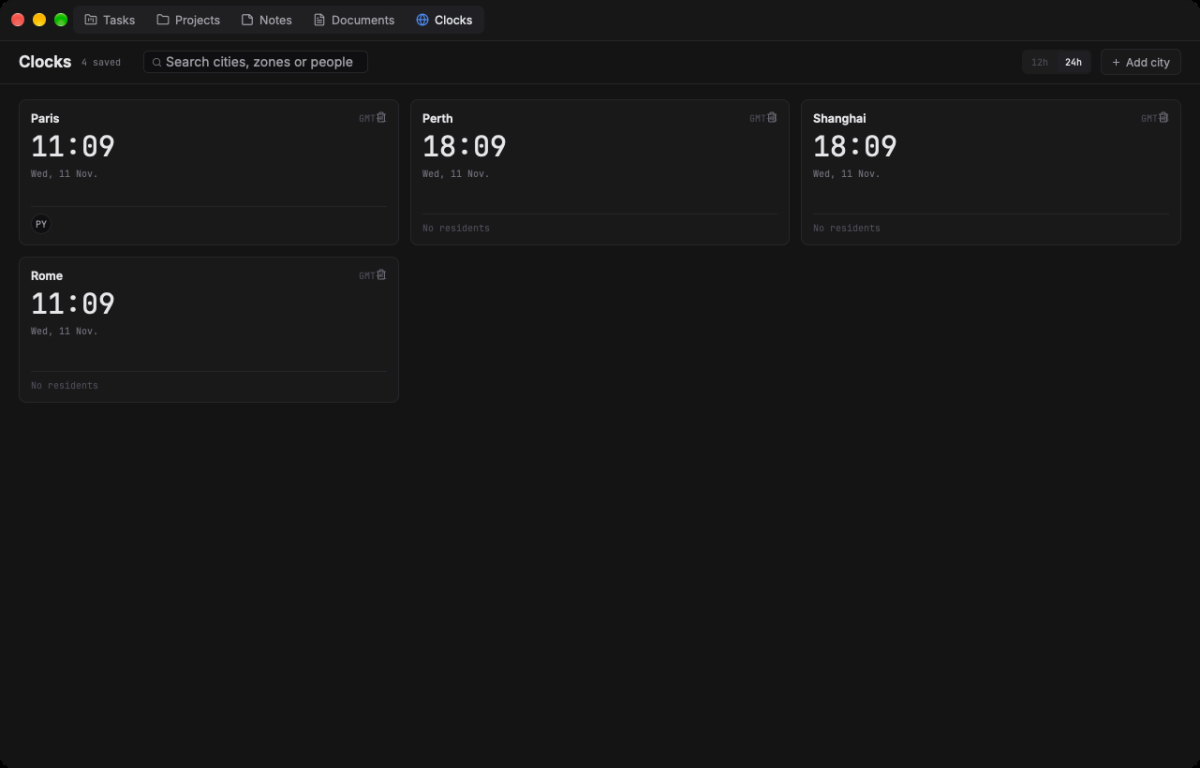 Tasks Projects Notes Documents Clocks
Clocks 4 saved Search cities, zones or people 12h 24h + Add city
Paris GMT
11:09
Wed, 11 Nov.
PY
Perth GMT
18:09
Wed, 11 Nov.
No residents
Shanghai GMT
18:09
Wed, 11 Nov.
No residents
Rome GMT
11:09
Wed, 11 Nov.
No residents